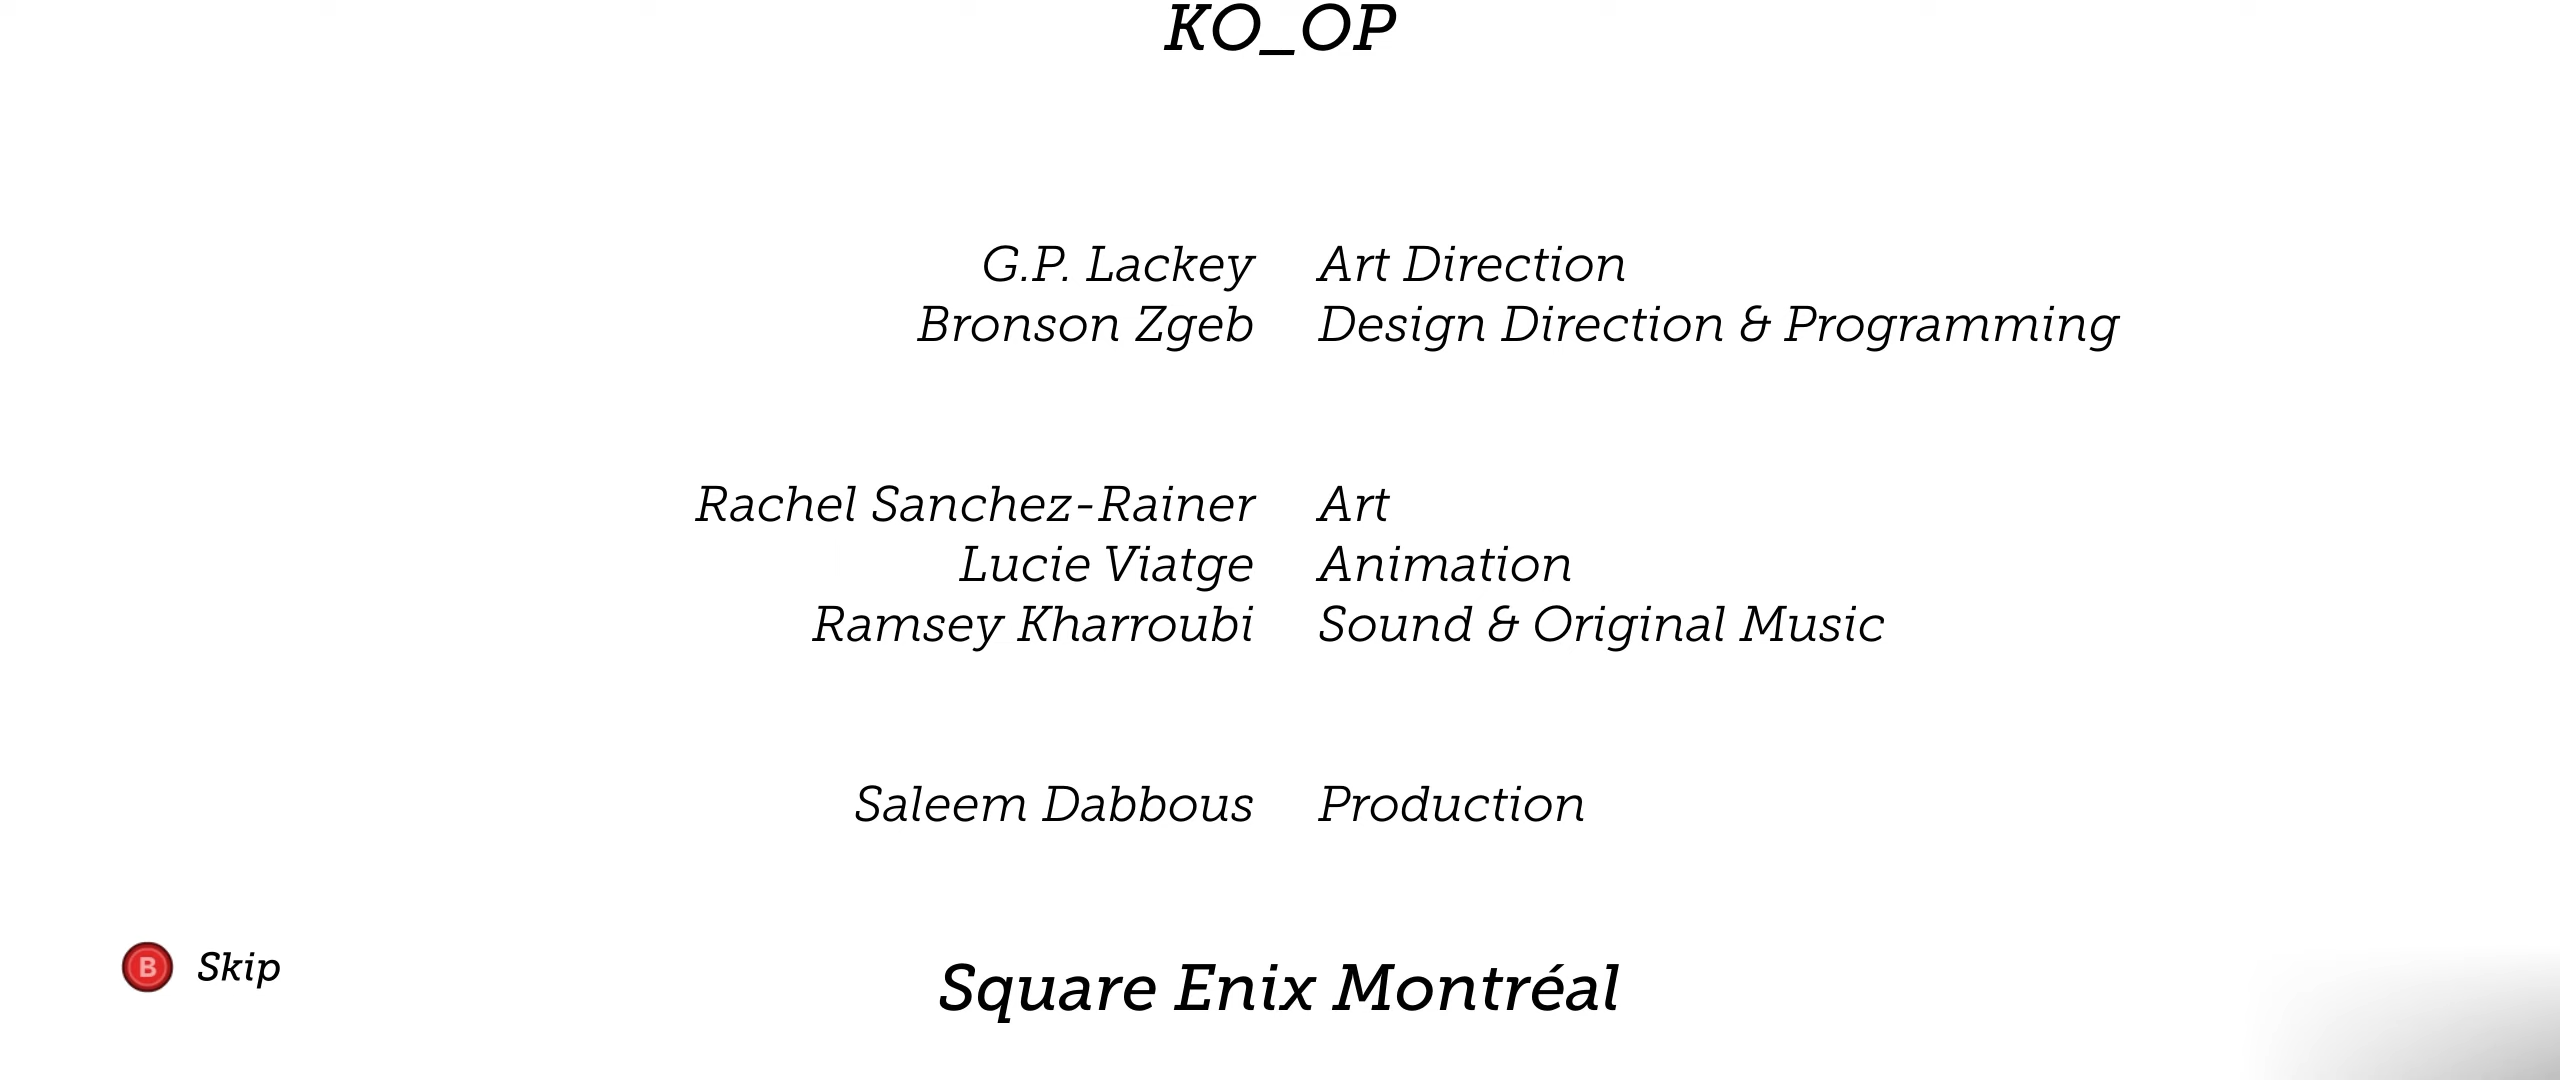 KO_OP
G.P. Lackey Art Direction
Bronson Zgeb Design Direction & Programming
Rachel Sanchez-Rainer Art
Lucie Viatge Animation
Ramsey Kharroubi Sound & Original Music
Saleem Dabbous Production
B Skip
Square Enix Montréal